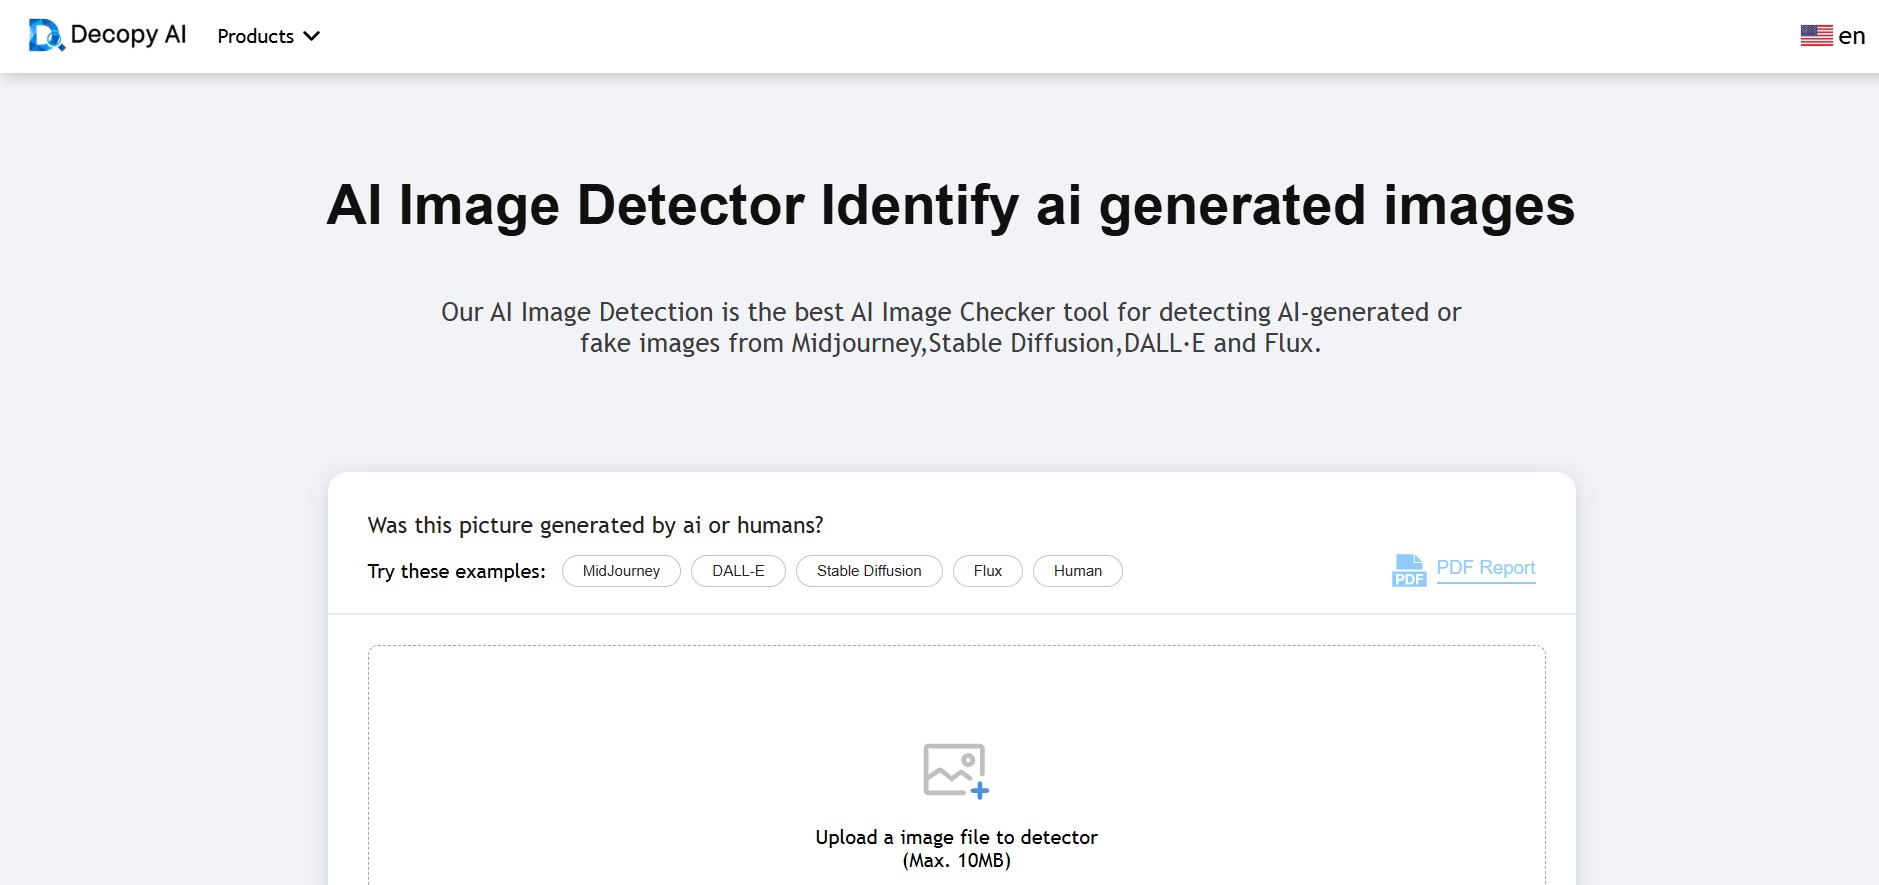 Decopy AI
Products
en
AI Image Detector Identify ai generated images
Our AI Image Detection is the best AI Image Checker tool for detecting AI-generated or
fake images from Midjourney,Stable Diffusion,DALL·E and Flux.
Was this picture generated by ai or humans?
Try these examples: MidJourney DALL-E Stable Diffusion Flux Human
PDF PDF Report
Upload a image file to detector
(Max. 10MB)